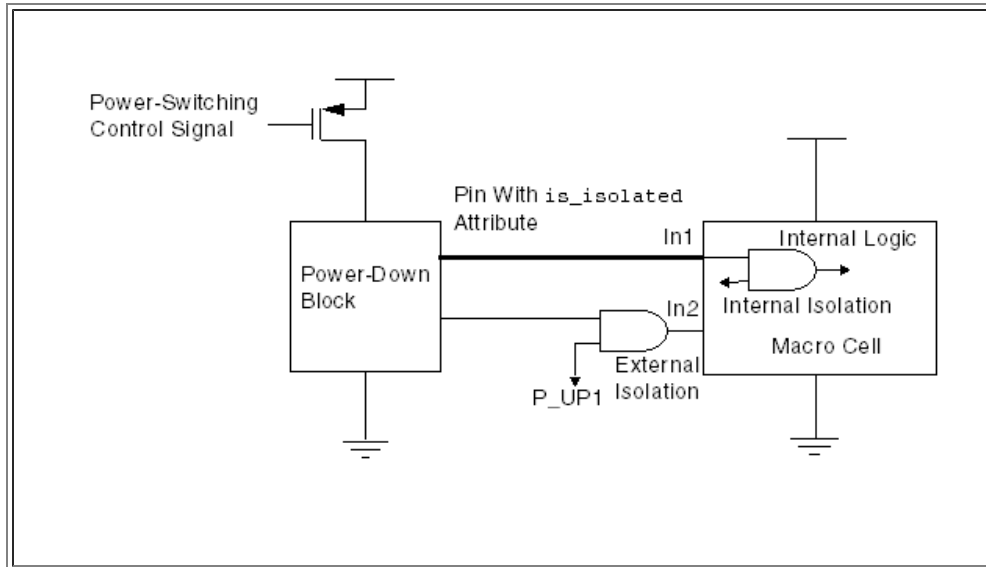 Power-Switching
Control Signal
Pin With is_isolated
Attribute
In1
Internal Logic
Power-Down
Block
In2
Internal Isolation
Macro Cell
External
Isolation
P_UP1